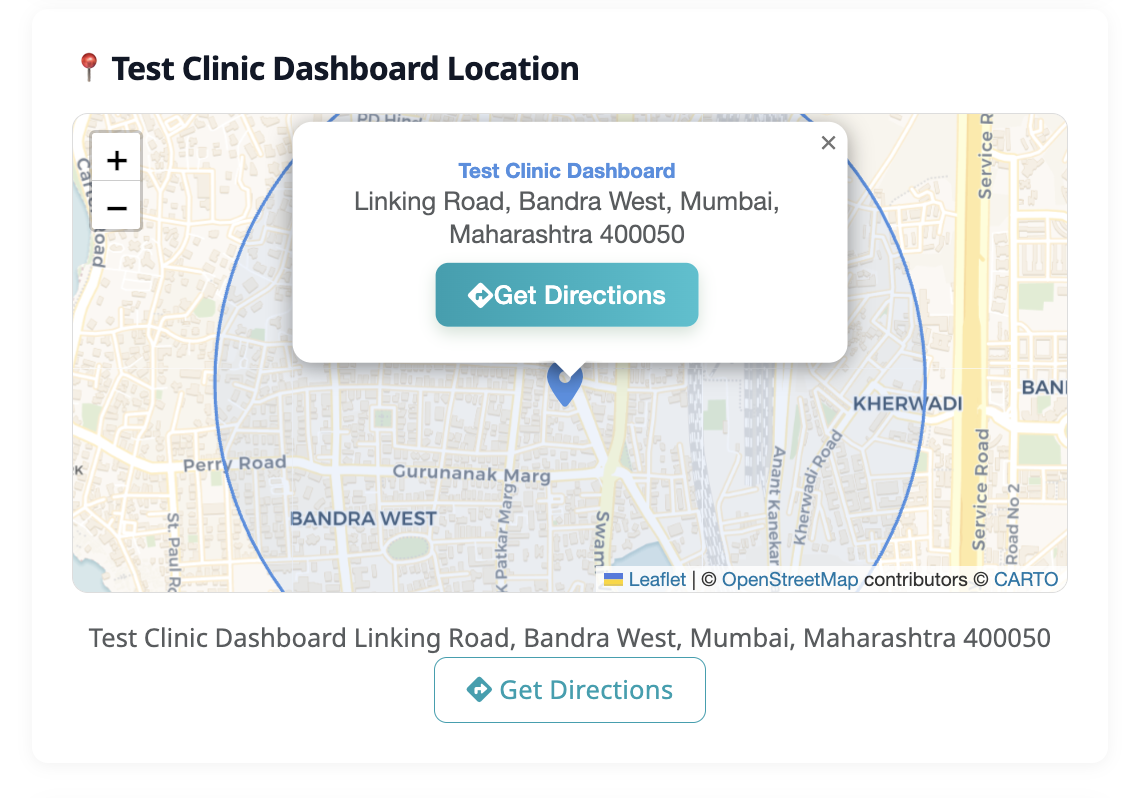 Test Clinic Dashboard Location
PD Hind
+
−
×
Test Clinic Dashboard
Linking Road, Bandra West, Mumbai,
Maharashtra 400050
Get Directions
Service R
KHERWADI
BAN
Perry Road
Gurunanak Marg
BANDRA WEST
St. Paul R
K Patkar Marg
Swam
Anant Kanekar
Kherwadi Road
Service Road
Road No 2
Leaflet | © OpenStreetMap contributors © CARTO
Test Clinic Dashboard Linking Road, Bandra West, Mumbai, Maharashtra 400050
Get Directions